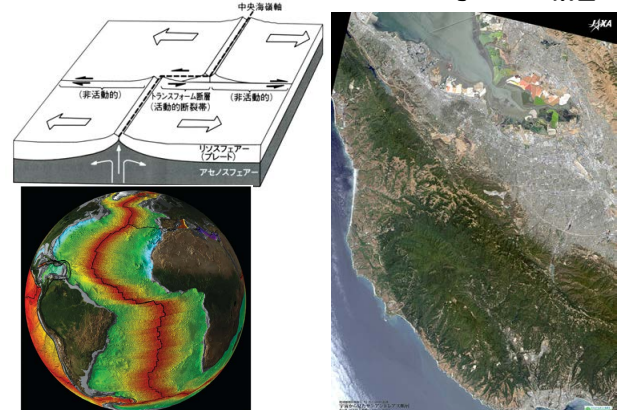 中央海嶺軸
(非活動的)
トランスフォーム断層
(活動的断裂帯)
(非活動的)
リソスフェアー
(プレート)
アセノスフェアー
JAXA